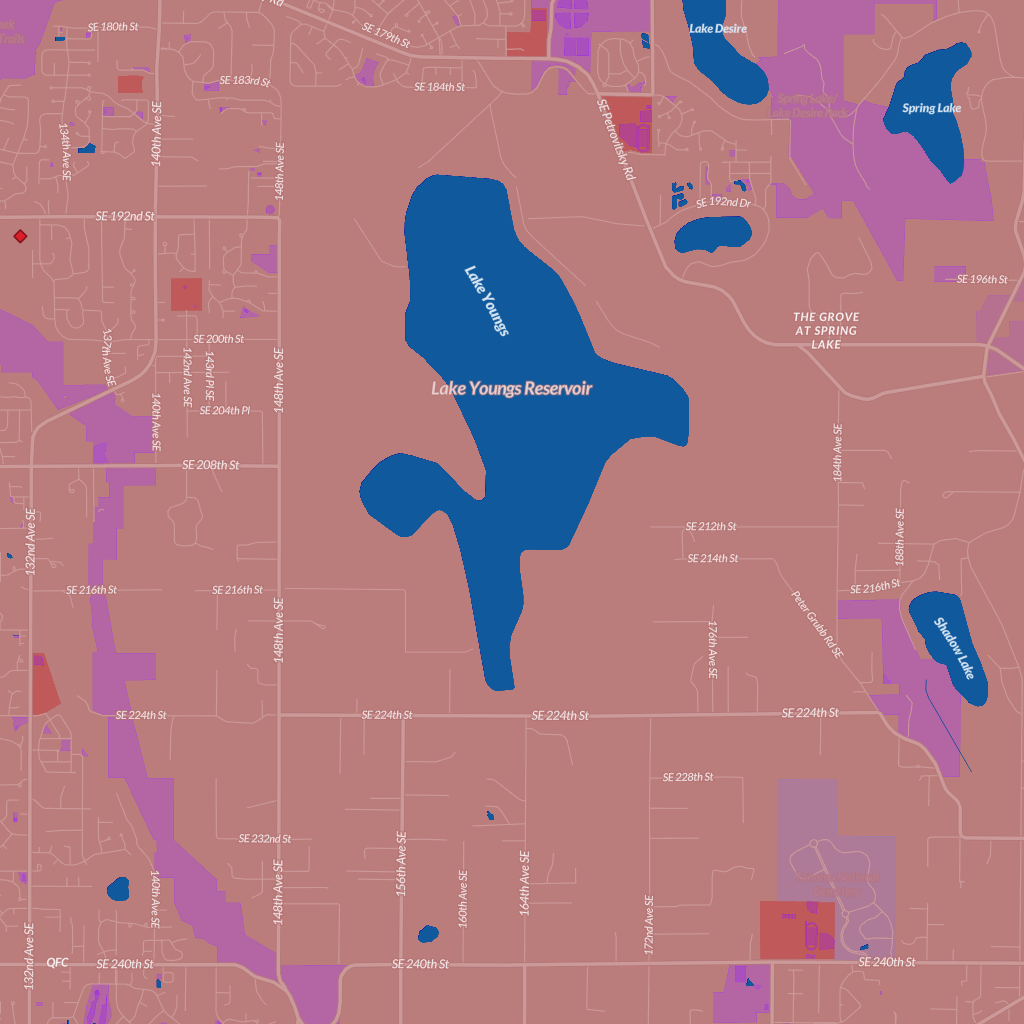 SE 180th St
SE 179th St
Lake Desire
SE 183rd St
SE 184th St
Spring Lake
134th Ave SE
140th Ave SE
148th Ave SE
SE Petrovitsky Rd
SE 192nd St
SE 192nd Dr
SE 196th St
Lake Youngs
THE GROVE
AT SPRING
LAKE
SE 200th St
137th Ave SE
142nd Ave SE
143rd Pl SE
148th Ave SE
Lake Youngs Reservoir
SE 204th Pl
140th Ave SE
SE 208th St
184th Ave SE
132nd Ave SE
SE 212th St
188th Ave SE
SE 214th St
SE 216th St
SE 216th St
SE 216th St
148th Ave SE
Peter Grubb Rd SE
176th Ave SE
Shadow Lake
SE 224th St
SE 224th St
SE 224th St
SE 224th St
SE 228th St
SE 232nd St
156th Ave SE
164th Ave SE
148th Ave SE
160th Ave SE
140th Ave SE
172nd Ave SE
132nd Ave SE
QFC
SE 240th St
SE 240th St
SE 240th St